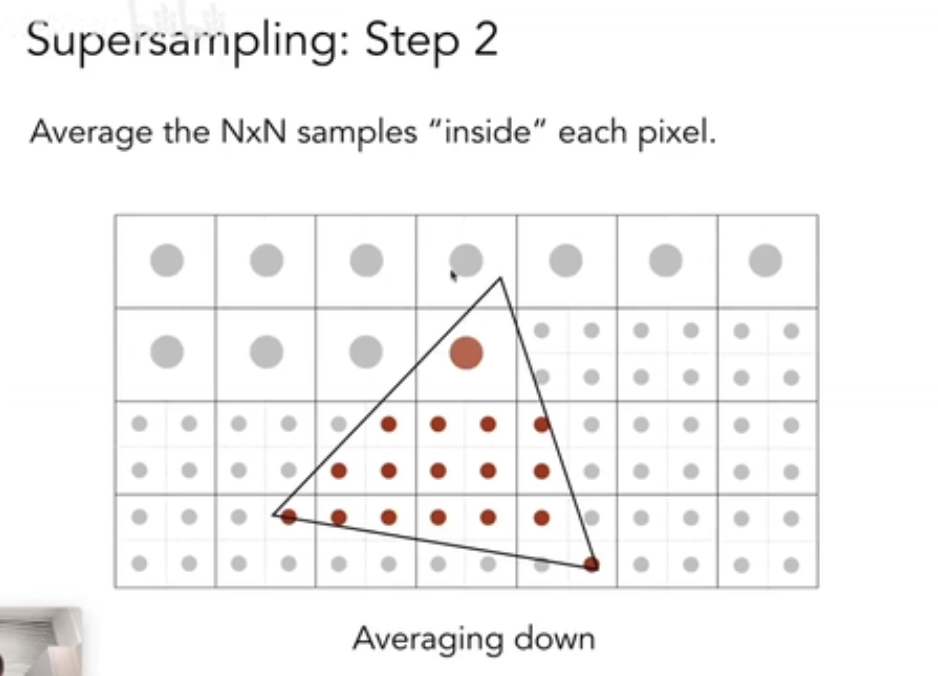 Supersampling: Step 2
Average the NxN samples “inside” each pixel.
Averaging down